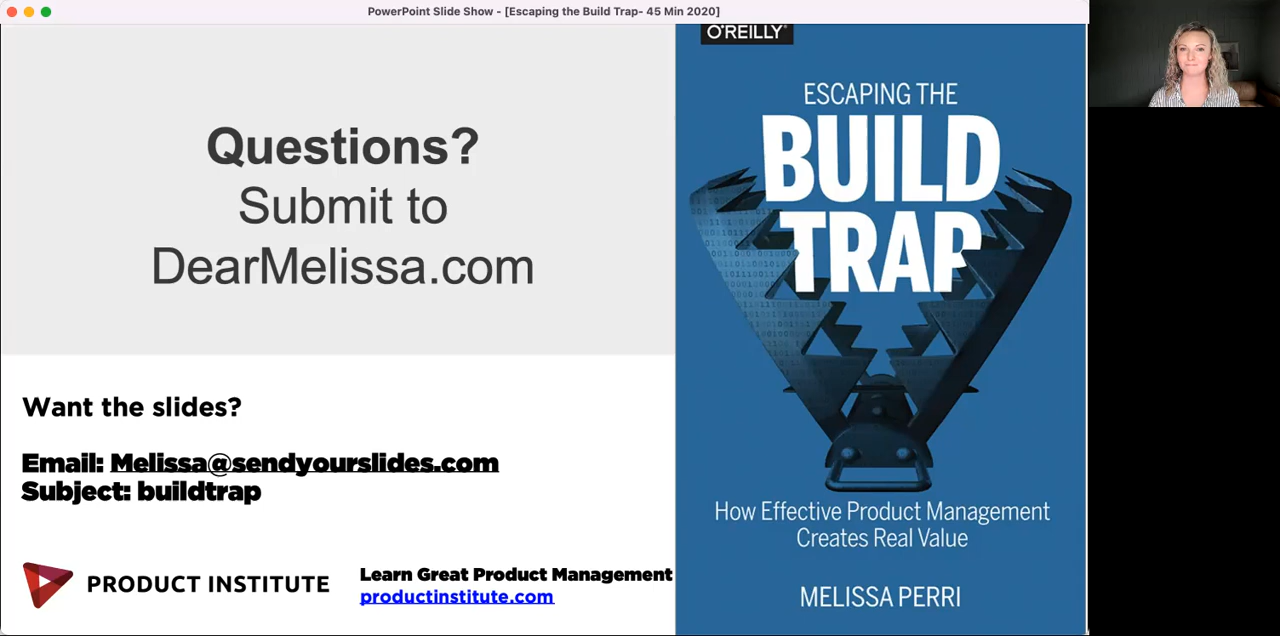 PowerPoint Slide Show - [Escaping the Build Trap- 45 Min 2020]
Questions?
Submit to
DearMelissa.com
Want the slides?
Email: Melissa@sendyourslides.com
Subject: buildtrap
PRODUCT INSTITUTE
Learn Great Product Management
productinstitute.com
O'REILLY®
ESCAPING THE
BUILD
TRAP
How Effective Product Management
Creates Real Value
MELISSA PERRI